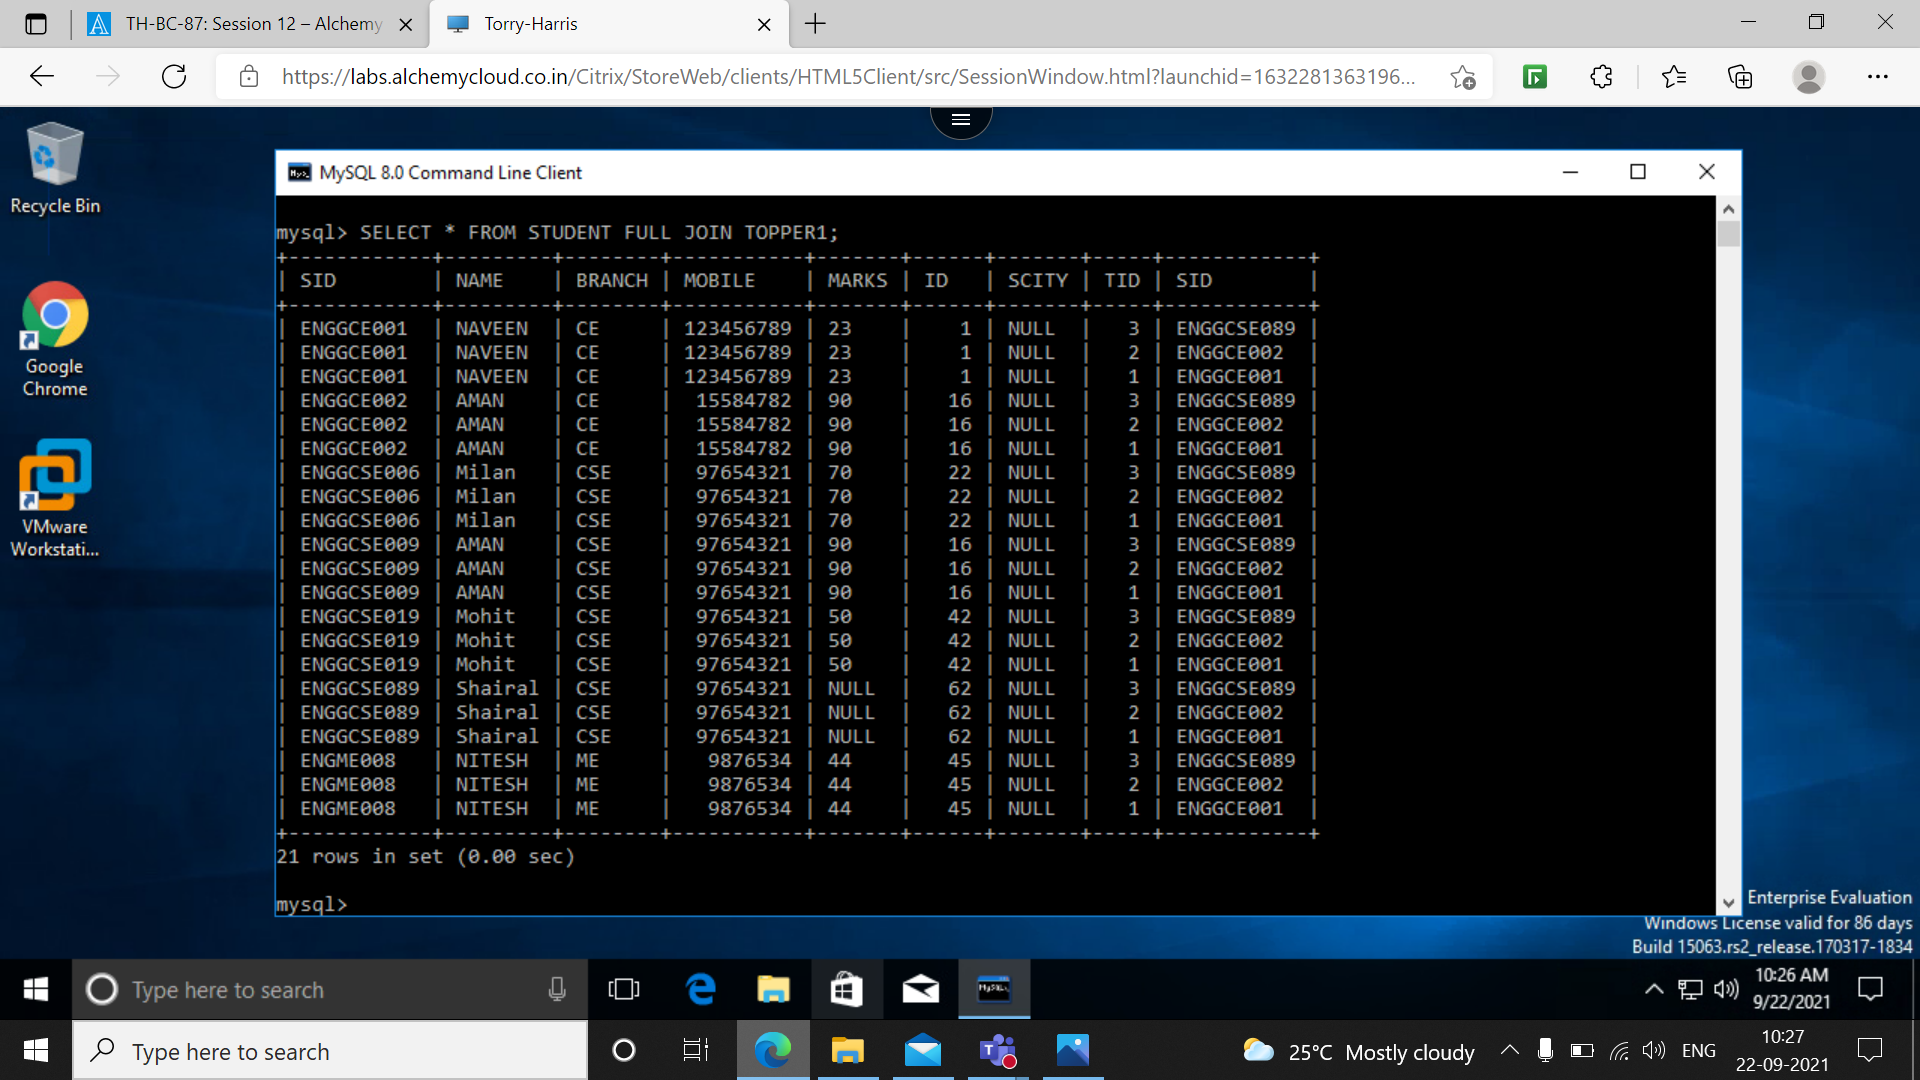 TH-BC-87: Session 12 – Alchemy
Torry-Harris
https://labs.alchemycloud.co.in/Citrix/StoreWeb/clients/HTML5Client/src/SessionWindow.html?launchid=1632281363196...
Recycle Bin
Google
Chrome
VMware
Workstati...
MySQL 8.0 Command Line Client
mysql> SELECT * FROM STUDENT FULL JOIN TOPPER1;
+------------+---------+--------+-----------+-------+------+-------+-----+------------+
| SID | NAME | BRANCH | MOBILE | MARKS | ID | SCITY | TID | SID |
+------------+---------+--------+-----------+-------+------+-------+-----+------------+
| ENGGCE001 | NAVEEN | CE | 123456789 | 23 | 1 | NULL | 3 | ENGGCSE089 |
| ENGGCE001 | NAVEEN | CE | 123456789 | 23 | 1 | NULL | 2 | ENGGCE002 |
| ENGGCE001 | NAVEEN | CE | 123456789 | 23 | 1 | NULL | 1 | ENGGCE001 |
| ENGGCE002 | AMAN | CE | 15584782 | 90 | 16 | NULL | 3 | ENGGCSE089 |
| ENGGCE002 | AMAN | CE | 15584782 | 90 | 16 | NULL | 2 | ENGGCE002 |
| ENGGCE002 | AMAN | CE | 15584782 | 90 | 16 | NULL | 1 | ENGGCE001 |
| ENGGCSE006 | Milan | CSE | 97654321 | 70 | 22 | NULL | 3 | ENGGCSE089 |
| ENGGCSE006 | Milan | CSE | 97654321 | 70 | 22 | NULL | 2 | ENGGCE002 |
| ENGGCSE006 | Milan | CSE | 97654321 | 70 | 22 | NULL | 1 | ENGGCE001 |
| ENGGCSE009 | AMAN | CSE | 97654321 | 90 | 16 | NULL | 3 | ENGGCSE089 |
| ENGGCSE009 | AMAN | CSE | 97654321 | 90 | 16 | NULL | 2 | ENGGCE002 |
| ENGGCSE009 | AMAN | CSE | 97654321 | 90 | 16 | NULL | 1 | ENGGCE001 |
| ENGGCSE019 | Mohit | CSE | 97654321 | 50 | 42 | NULL | 3 | ENGGCSE089 |
| ENGGCSE019 | Mohit | CSE | 97654321 | 50 | 42 | NULL | 2 | ENGGCE002 |
| ENGGCSE019 | Mohit | CSE | 97654321 | 50 | 42 | NULL | 1 | ENGGCE001 |
| ENGGCSE089 | Shairal | CSE | 97654321 | NULL | 62 | NULL | 3 | ENGGCSE089 |
| ENGGCSE089 | Shairal | CSE | 97654321 | NULL | 62 | NULL | 2 | ENGGCE002 |
| ENGGCSE089 | Shairal | CSE | 97654321 | NULL | 62 | NULL | 1 | ENGGCE001 |
| ENGME008 | NITESH | ME | 9876534 | 44 | 45 | NULL | 3 | ENGGCSE089 |
| ENGME008 | NITESH | ME | 9876534 | 44 | 45 | NULL | 2 | ENGGCE002 |
| ENGME008 | NITESH | ME | 9876534 | 44 | 45 | NULL | 1 | ENGGCE001 |
+------------+---------+--------+-----------+-------+------+-------+-----+------------+
21 rows in set (0.00 sec)
mysql>
Enterprise Evaluation
Windows License valid for 86 days
Build 15063.rs2_release.170317-1834
Type here to search
10:26 AM
9/22/2021
Type here to search
25°C Mostly cloudy
ENG
10:27
22-09-2021